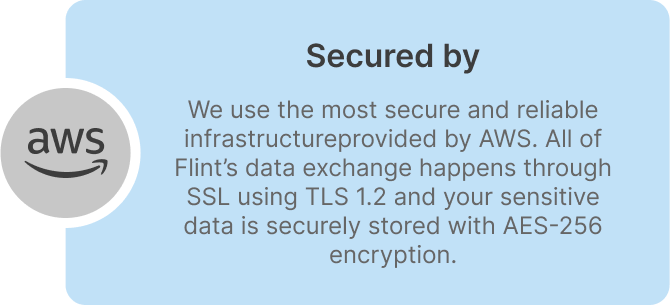 Secured by
aws
We use the most secure and reliable
infrastructureprovided by AWS. All of
Flint’s data exchange happens through
SSL using TLS 1.2 and your sensitive
data is securely stored with AES-256
encryption.